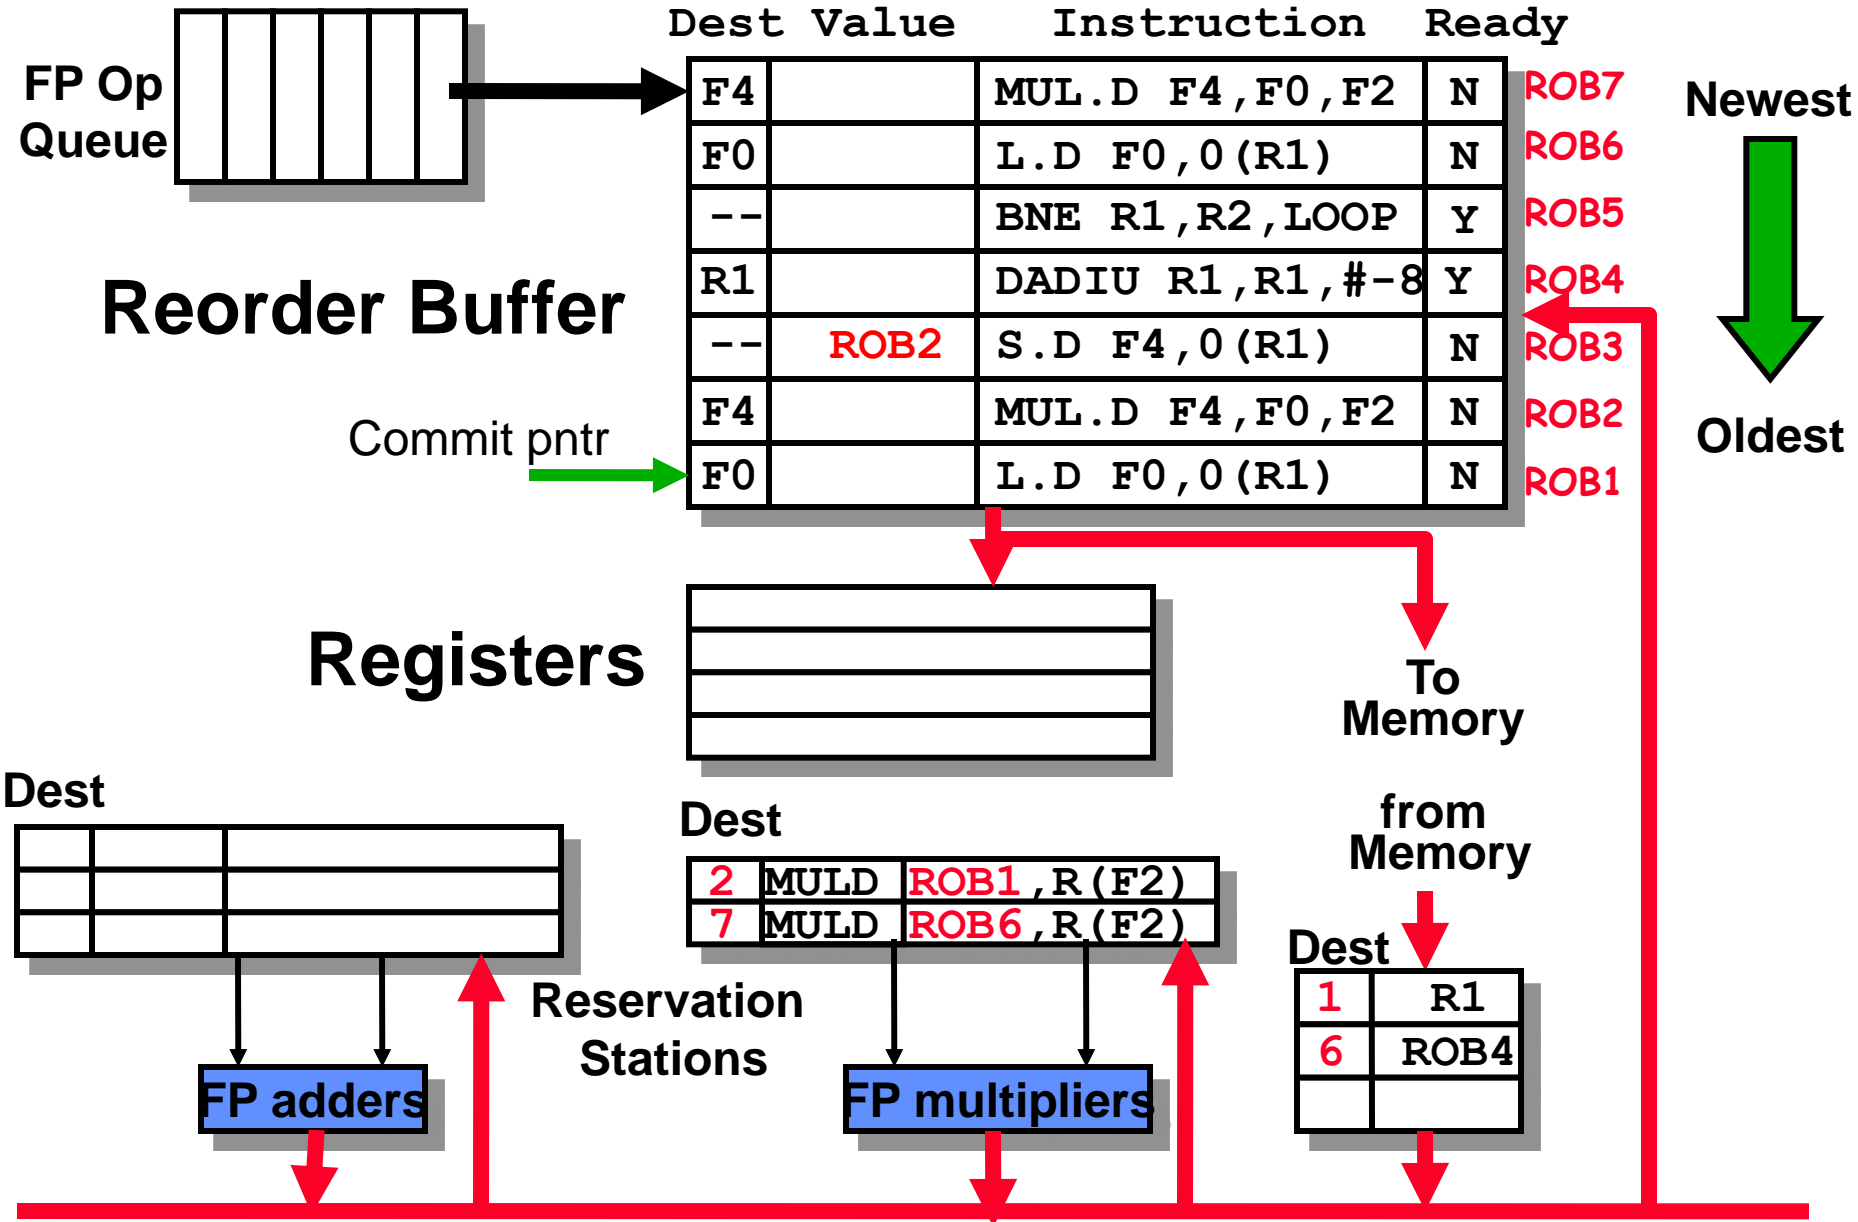 Dest Value Instruction Ready
FP Op
Queue
F4 MUL.D F4,F0,F2 N ROB7
F0 L.D F0,0(R1) N ROB6
-- BNE R1,R2,LOOP Y ROB5
R1 DADIU R1,R1,#-8 Y ROB4
-- ROB2 S.D F4,0(R1) N ROB3
F4 MUL.D F4,F0,F2 N ROB2
F0 L.D F0,0(R1) N ROB1
Newest
Oldest
Reorder Buffer
Commit pntr
Registers
To
Memory
Dest
Dest
from
Memory
2 MULD ROB1,R(F2)
7 MULD ROB6,R(F2)
Dest
1 R1
6 ROB4
Reservation
Stations
FP adders
FP multipliers